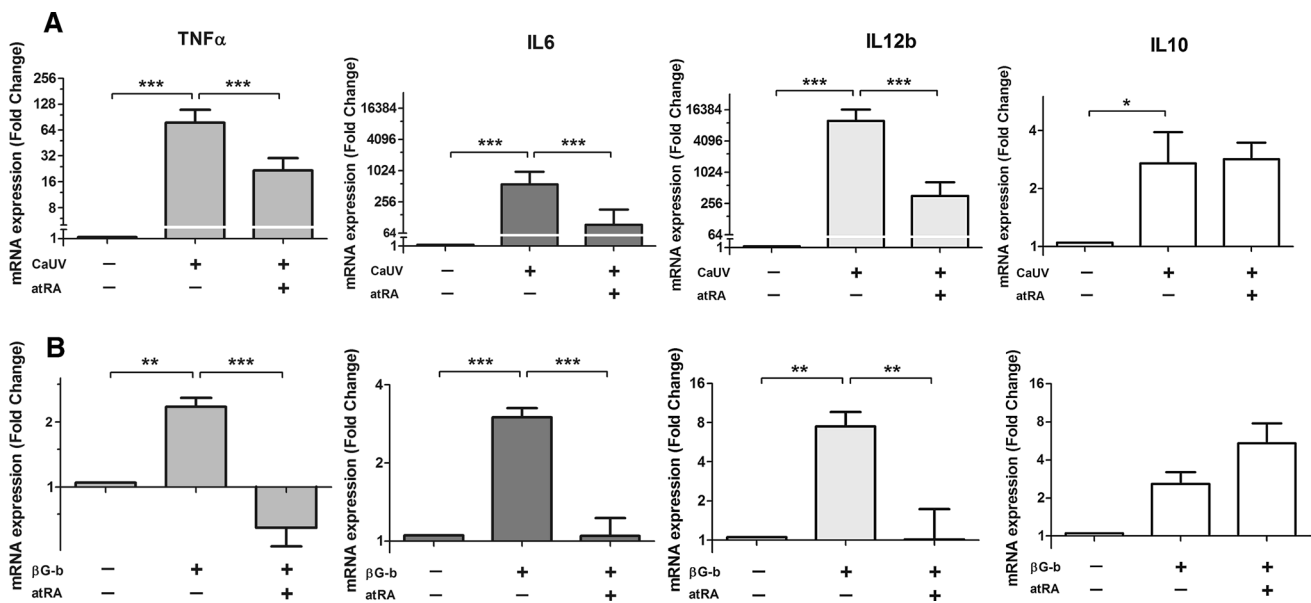 A
TNFα
IL6
IL12b
IL10
mRNA expression (Fold Change)
256
128
64
32
16
8
1
*** ***
CaUV – + +
atRA – – +
mRNA expression (Fold Change)
16384
4096
1024
256
64
1
*** ***
CaUV – + +
atRA – – +
mRNA expression (Fold Change)
16384
4096
1024
256
64
1
*** ***
CaUV – + +
atRA – – +
mRNA expression (Fold Change)
4
2
1
*
CaUV – + +
atRA – – +
B
mRNA expression (Fold Change)
2
1
** ***
βG-b – + +
atRA – – +
mRNA expression (Fold Change)
4
2
1
*** ***
βG-b – + +
atRA – – +
mRNA expression (Fold Change)
16
8
4
2
1
** **
βG-b – + +
atRA – – +
mRNA expression (Fold Change)
16
8
4
2
1
βG-b – + +
atRA – – +